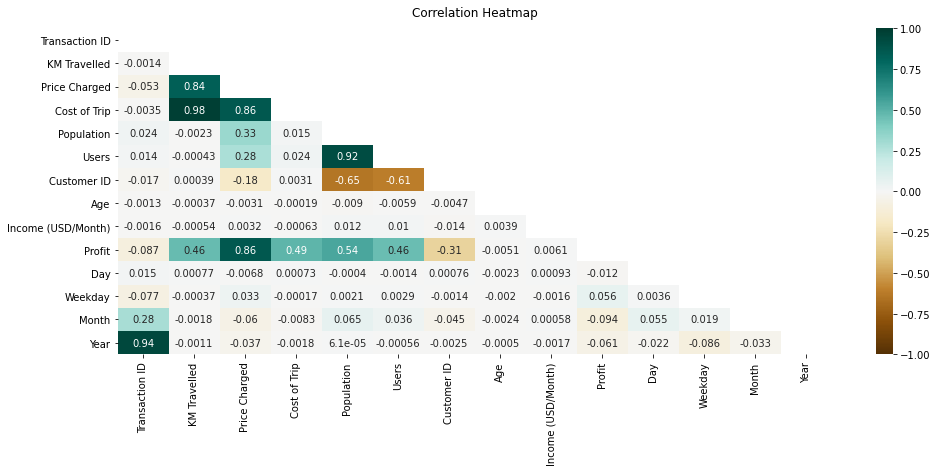 Correlation Heatmap
Transaction ID
KM Travelled -0.0014
Price Charged -0.053 0.84
Cost of Trip -0.0035 0.98 0.86
Population 0.024 -0.0023 0.33 0.015
Users 0.014 -0.00043 0.28 0.024 0.92
Customer ID -0.017 0.00039 -0.18 0.0031 -0.65 -0.61
Age -0.0013 -0.00037 -0.0031 -0.00019 -0.009 -0.0059 -0.0047
Income (USD/Month) -0.0016 -0.00054 0.0032 -0.00063 0.012 0.01 -0.014 0.0039
Profit -0.087 0.46 0.86 0.49 0.54 0.46 -0.31 -0.0051 0.0061
Day 0.015 0.00077 -0.0068 0.00073 -0.0004 -0.0014 0.00076 -0.0023 0.00093 -0.012
Weekday -0.077 -0.00037 0.033 -0.00017 0.0021 0.0029 -0.0014 -0.002 -0.0016 0.056 0.0036
Month 0.28 -0.0018 -0.06 -0.0083 0.065 0.036 -0.045 -0.0024 0.00058 -0.094 0.055 0.019
Year 0.94 -0.0011 -0.037 -0.0018 6.1e-05 -0.00056 -0.0025 -0.0005 -0.0017 -0.061 -0.022 -0.086 -0.033
Transaction ID
KM Travelled
Price Charged
Cost of Trip
Population
Users
Customer ID
Age
Income (USD/Month)
Profit
Day
Weekday
Month
Year
1.00
0.75
0.50
0.25
0.00
−0.25
−0.50
−0.75
−1.00